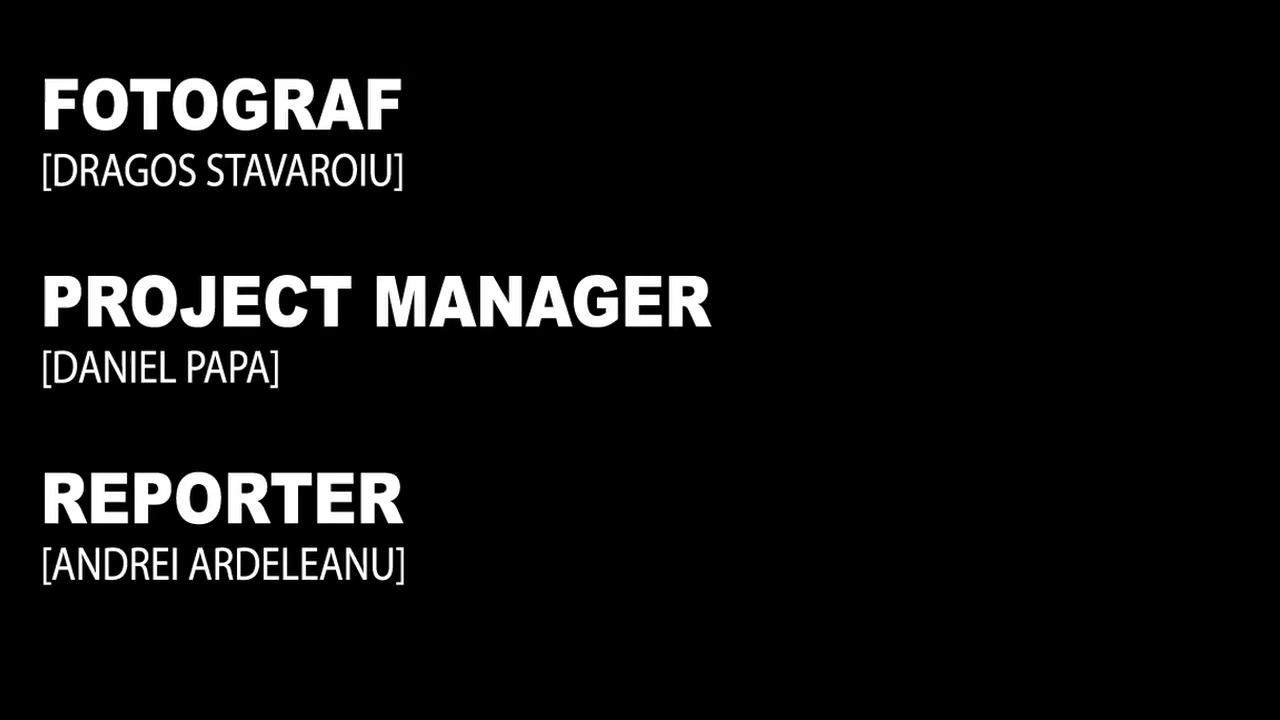 FOTOGRAF
[DRAGOS STAVAROIU]
PROJECT MANAGER
[DANIEL PAPA]
REPORTER
[ANDREI ARDELEANU]